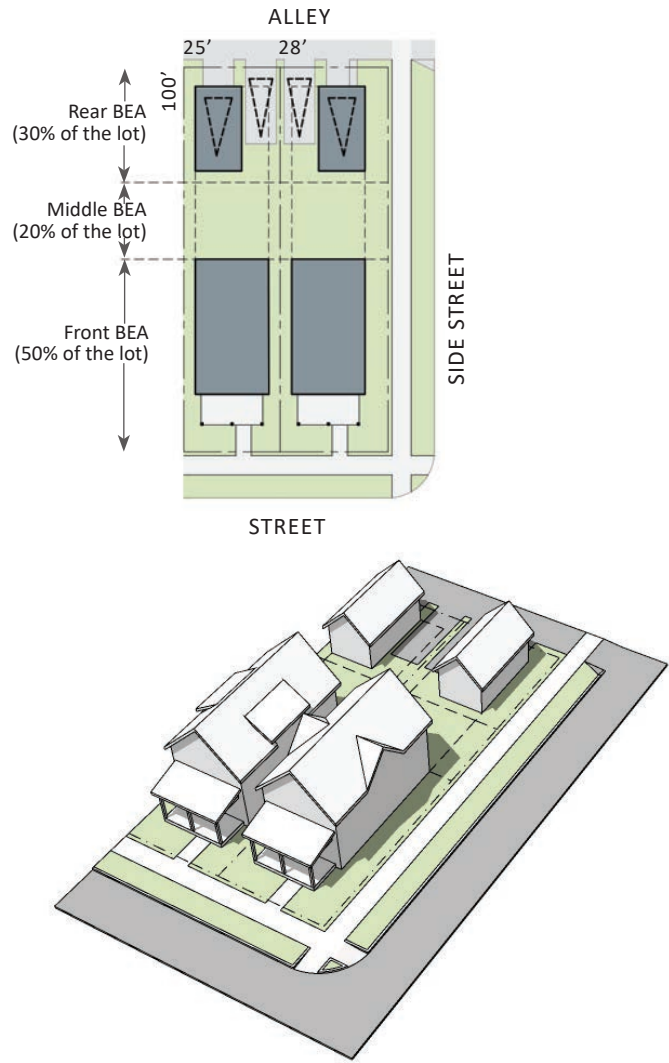 ALLEY
25’
28’
100’
Rear BEA
(30% of the lot)
Middle BEA
(20% of the lot)
Front BEA
(50% of the lot)
SIDE STREET
STREET